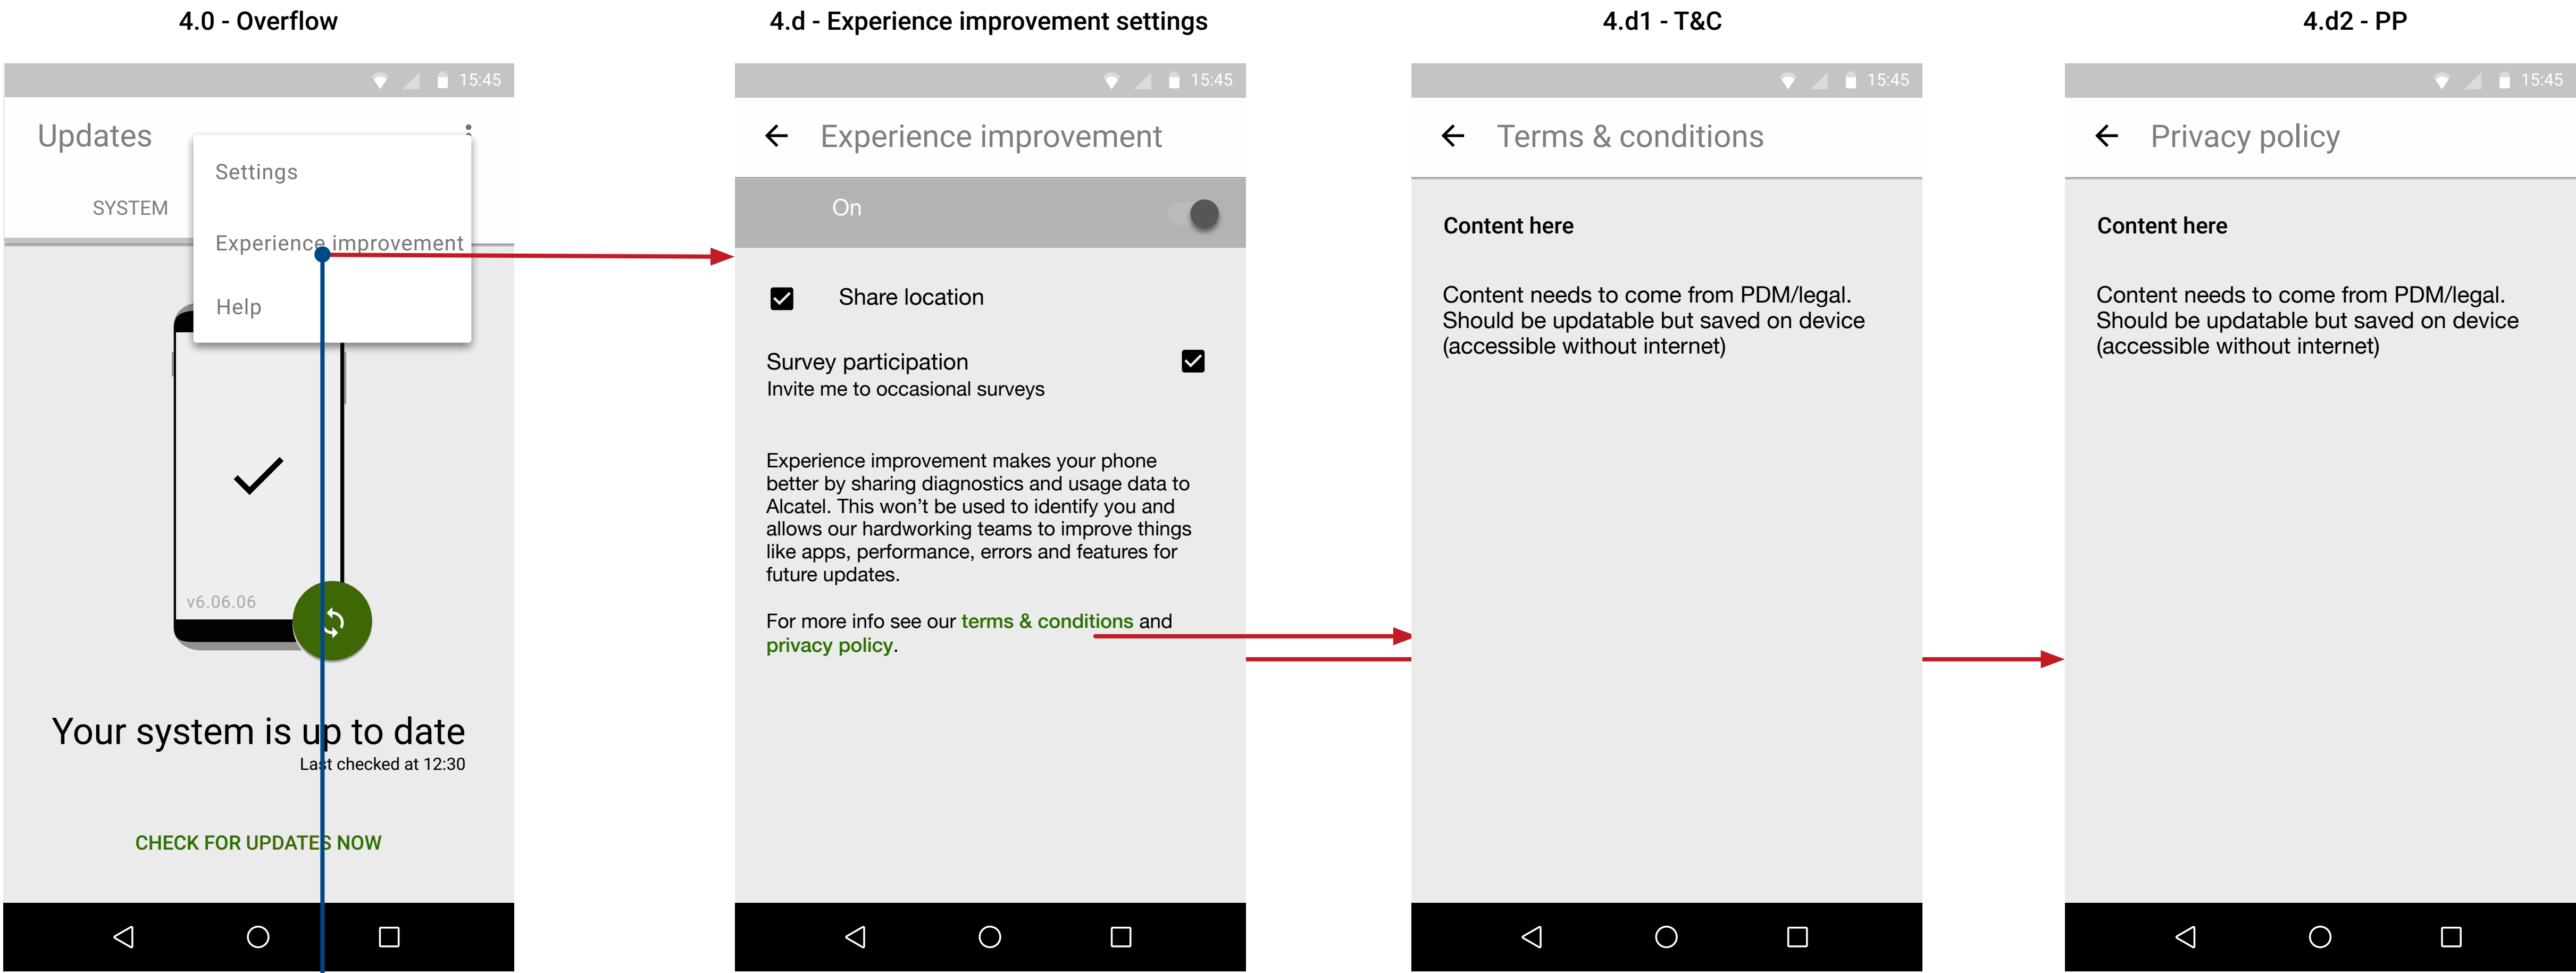 4.0 - Overflow
15:45
Updates
Settings
SYSTEM
Experience improvement
Help
v6.06.06
Your system is up to date
Last checked at 12:30
CHECK FOR UPDATES NOW
4.d - Experience improvement settings
15:45
Experience improvement
On
Share location
Survey participation
Invite me to occasional surveys
Experience improvement makes your phone
better by sharing diagnostics and usage data to
Alcatel. This won’t be used to identify you and
allows our hardworking teams to improve things
like apps, performance, errors and features for
future updates.
For more info see our terms & conditions and
privacy policy.
4.d1 - T&C
15:45
Terms & conditions
Content here
Content needs to come from PDM/legal.
Should be updatable but saved on device
(accessible without internet)
4.d2 - PP
15:45
Privacy policy
Content here
Content needs to come from PDM/legal.
Should be updatable but saved on device
(accessible without internet)